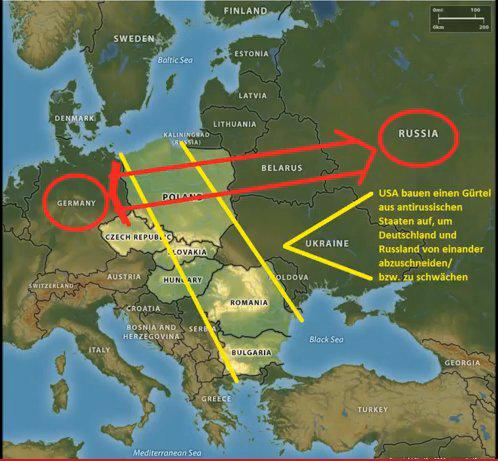 FINLAND
SWEDEN
ESTONIA
Baltic Sea
LATVIA
DENMARK
LITHUANIA
KALININGRAD
(RUSSIA)
RUSSIA
BELARUS
GERMANY
POLAND
USA bauen einen Gürtel
aus antirussischen
Staaten auf, um
Deutschland und
Russland von einander
abzuschneiden/
bzw. zu schwächen
CZECH REPUBLIC
UKRAINE
SLOVAKIA
AUSTRIA
HUNGARY
MOLDOVA
SWITZERLAND
ROMANIA
CROATIA
BOSNIA AND
HERZEGOVINA
SERBIA
ITALY
BULGARIA
Black Sea
GEORGIA
GREECE
TURKEY
Mediterranean Sea